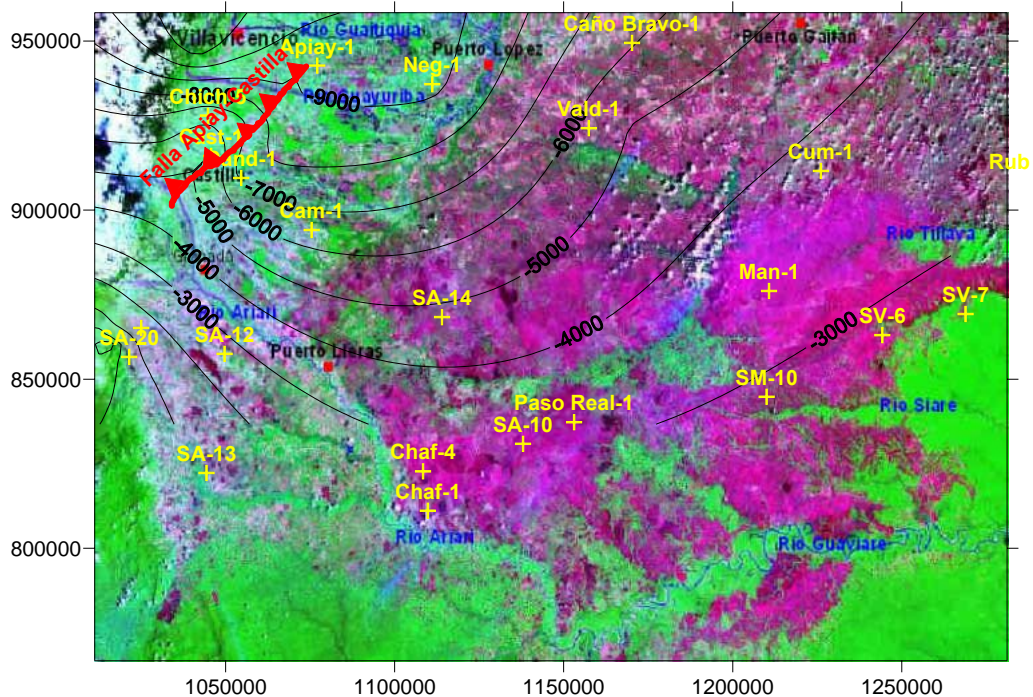 950000
900000
850000
800000
1050000
1100000
1150000
1200000
1250000
Villavicencio
Rio Guatiquia
Apiay-1
Puerto Lopez
Neg-1
Caño Bravo-1
Puerto Gaitan
-8000
-9000
Rio Guayuriba
Falla Apiay-Castilla
Vald-1
-6000
Cum-1
Rub
-7000
-6000
-5000
Cam-1
-4000
-5000
Rio Tillava
-3000
Man-1
SA-14
SV-7
SV-6
Rio Ariari
SA-20
SA-12
Puerto Lleras
-4000
-3000
SM-10
Paso Real-1
SA-10
Rio Siare
SA-13
Chaf-4
Chaf-1
Rio Ariari
Rio Guaviare